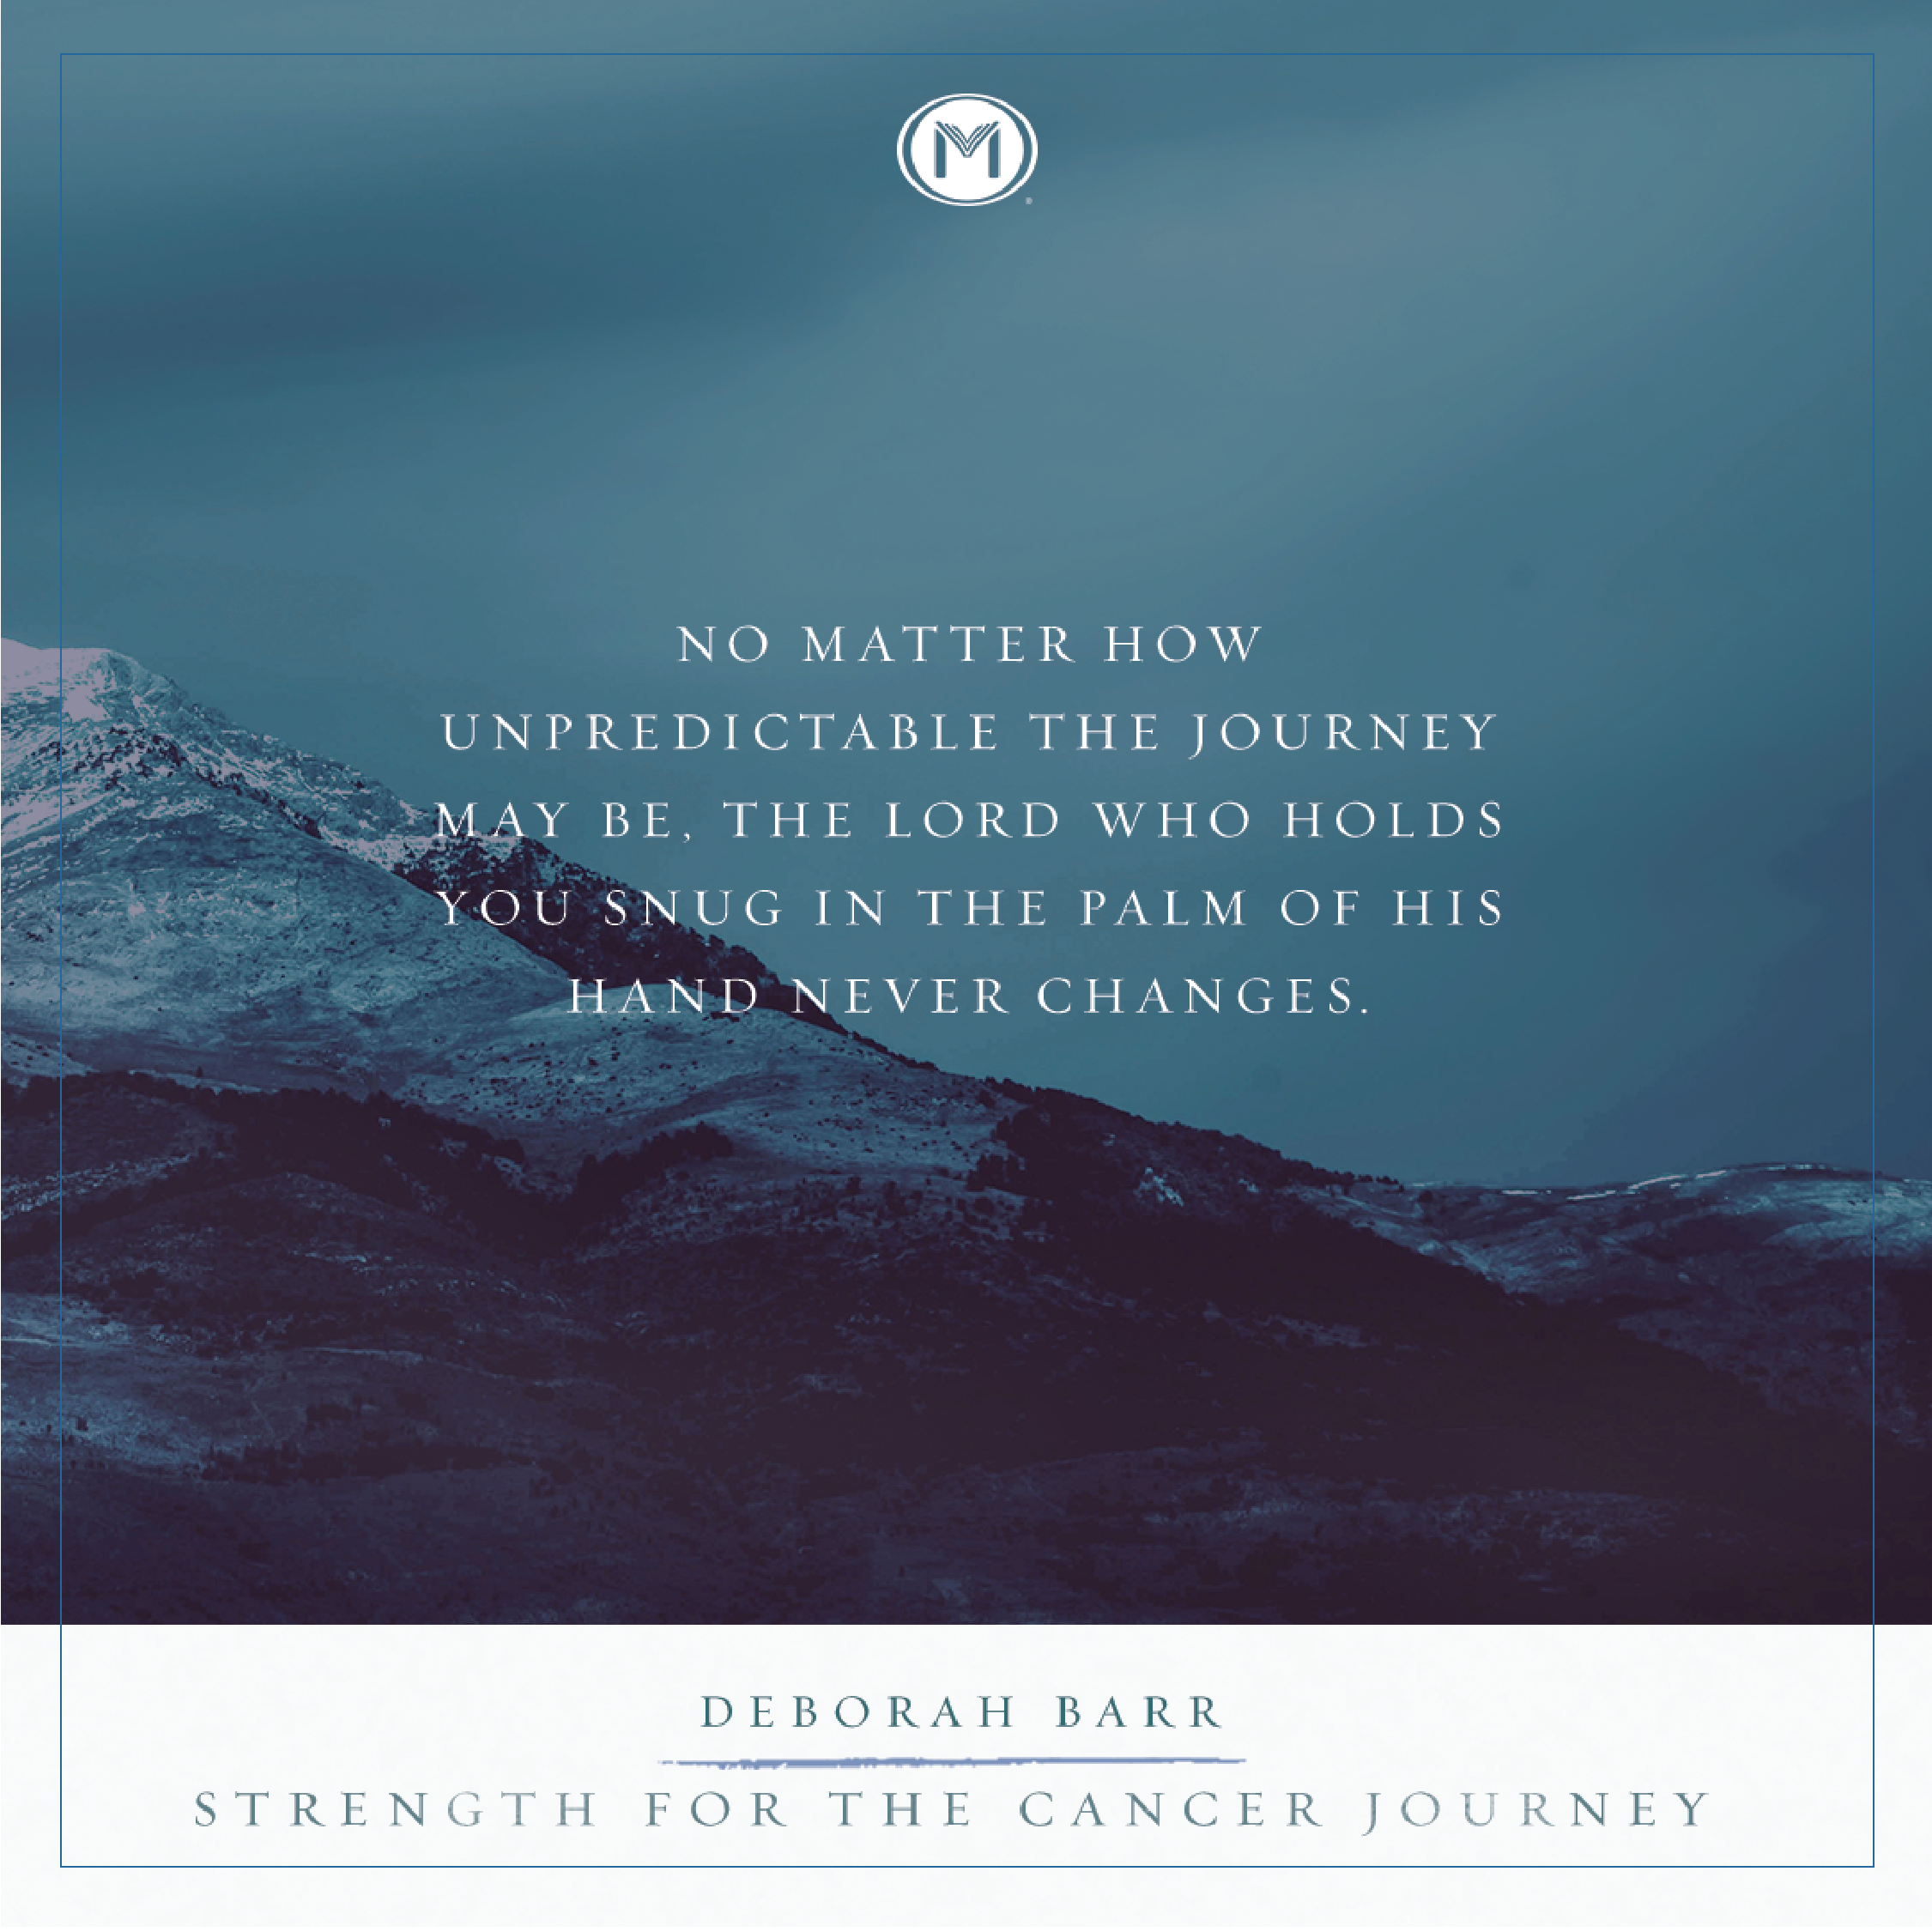 M
NO MATTER HOW
UNPREDICTABLE THE JOURNEY
MAY BE, THE LORD WHO HOLDS
YOU SNUG IN THE PALM OF HIS
HAND NEVER CHANGES.
DEBORAH BARR
STRENGTH FOR THE CANCER JOURNEY